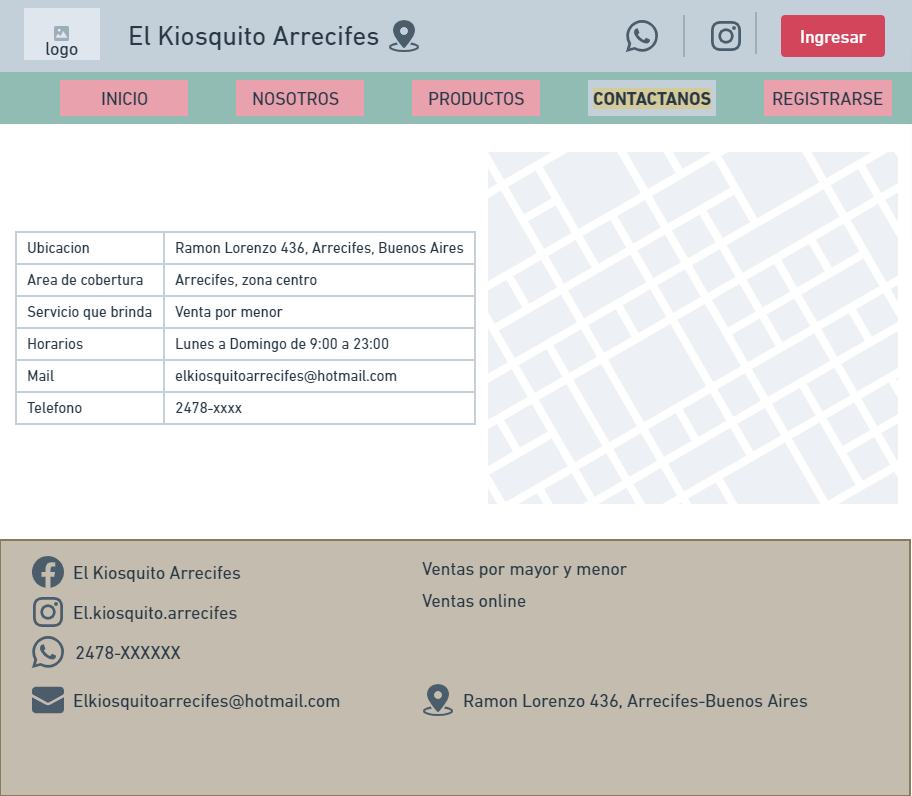 logo
El Kiosquito Arrecifes
Ingresar
INICIO NOSOTROS PRODUCTOS CONTACTANOS REGISTRARSE
Ubicacion Ramon Lorenzo 436, Arrecifes, Buenos Aires
Area de cobertura Arrecifes, zona centro
Servicio que brinda Venta por menor
Horarios Lunes a Domingo de 9:00 a 23:00
Mail elkiosquitoarrecifes@hotmail.com
Telefono 2478-xxxx
El Kiosquito Arrecifes
El.kiosquito.arrecifes
2478-XXXXXX
Elkiosquitoarrecifes@hotmail.com
Ventas por mayor y menor
Ventas online
Ramon Lorenzo 436, Arrecifes-Buenos Aires